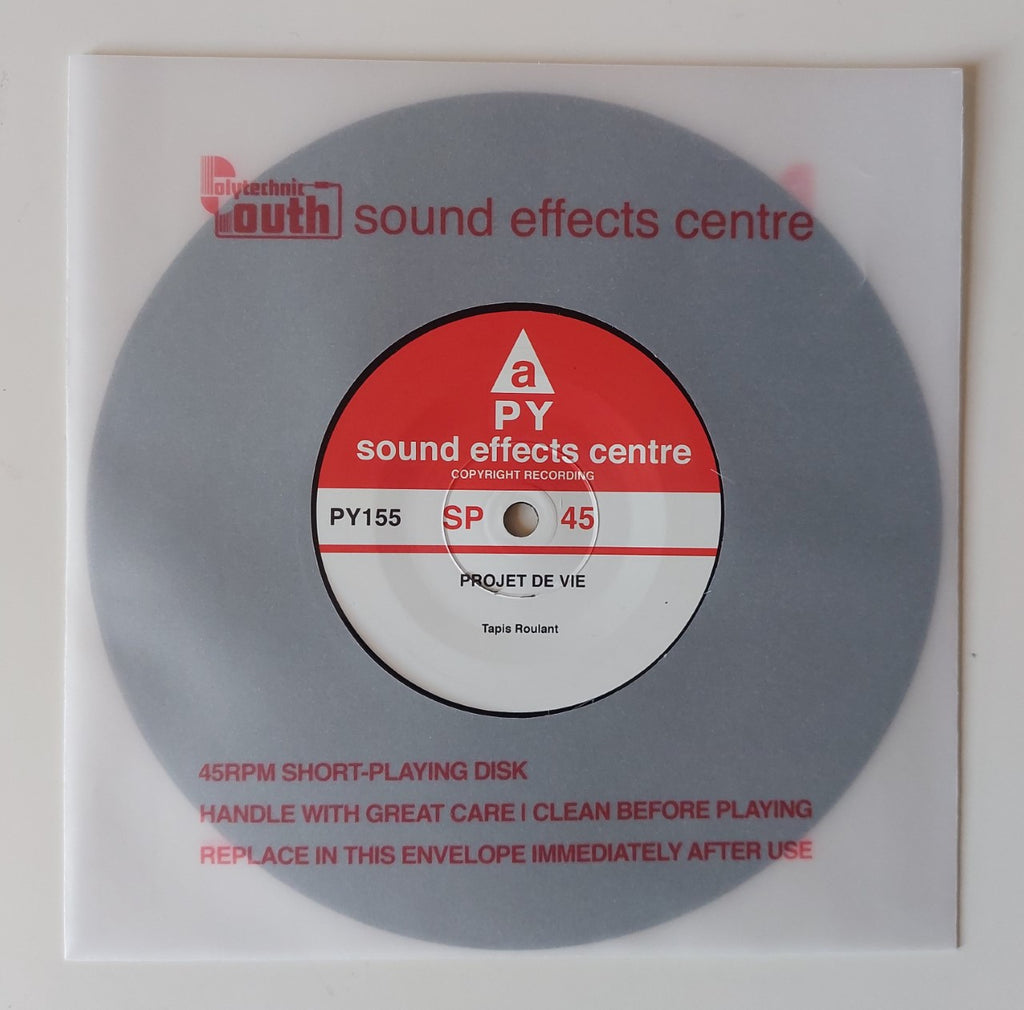 Polytechnic
Youth sound effects centre
a
PY
sound effects centre
COPYRIGHT RECORDING
PY155 SP 45
PROJET DE VIE
Tapis Roulant
45RPM SHORT-PLAYING DISK
HANDLE WITH GREAT CARE | CLEAN BEFORE PLAYING
REPLACE IN THIS ENVELOPE IMMEDIATELY AFTER USE